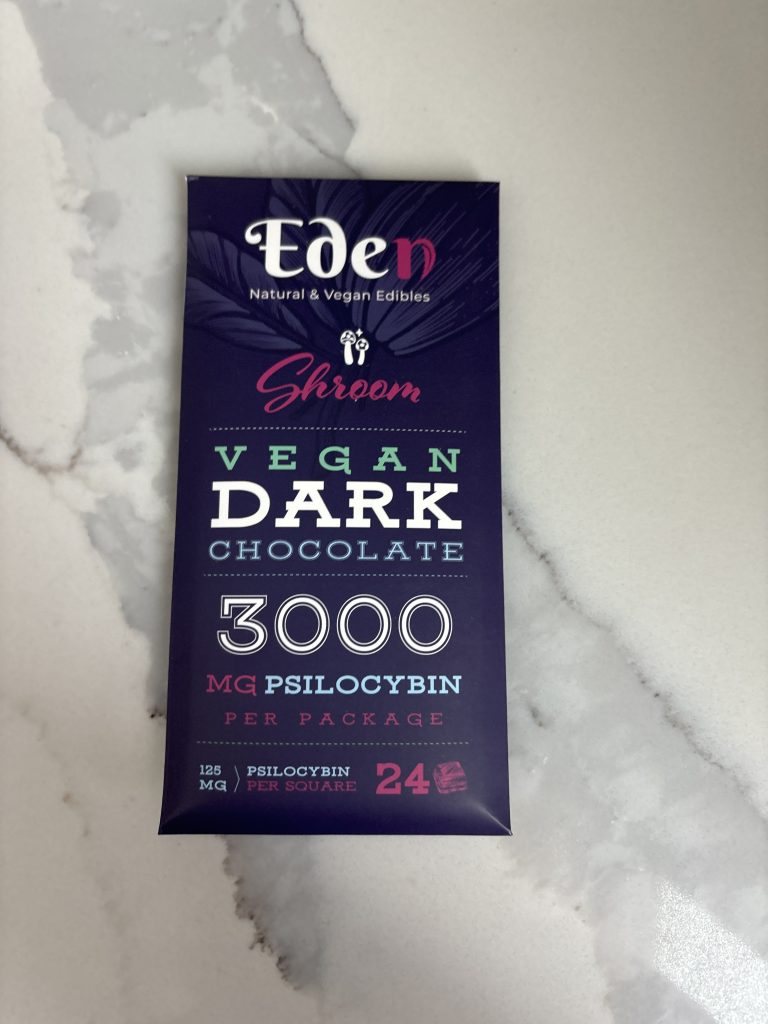 Eden
Natural & Vegan Edibles
Shroom
VEGAN
DARK
CHOCOLATE
3000
MG PSILOCYBIN
PER PACKAGE
125 MG PSILOCYBIN PER SQUARE 24